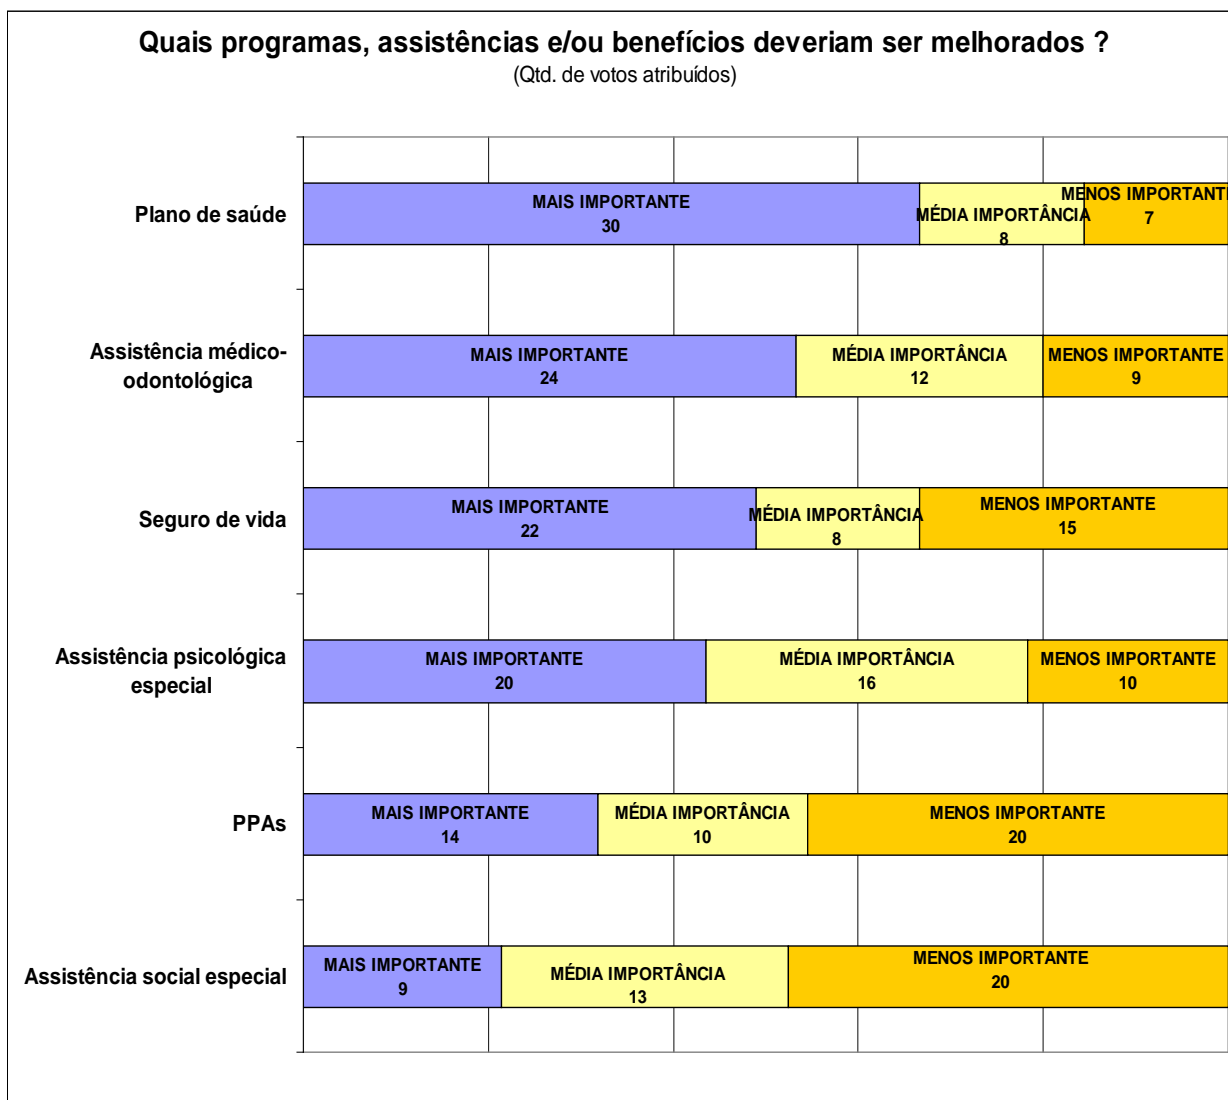 Quais programas, assistências e/ou benefícios deveriam ser melhorados ?
(Qtd. de votos atribuídos)
Plano de saúde
MAIS IMPORTANTE
30
MÉDIA IMPORTÂNCIA
8
MENOS IMPORTANTE
7
Assistência médico-
odontológica
MAIS IMPORTANTE
24
MÉDIA IMPORTÂNCIA
12
MENOS IMPORTANTE
9
Seguro de vida
MAIS IMPORTANTE
22
MÉDIA IMPORTÂNCIA
8
MENOS IMPORTANTE
15
Assistência psicológica
especial
MAIS IMPORTANTE
20
MÉDIA IMPORTÂNCIA
16
MENOS IMPORTANTE
10
PPAs
MAIS IMPORTANTE
14
MÉDIA IMPORTÂNCIA
10
MENOS IMPORTANTE
20
Assistência social especial
MAIS IMPORTANTE
9
MÉDIA IMPORTÂNCIA
13
MENOS IMPORTANTE
20